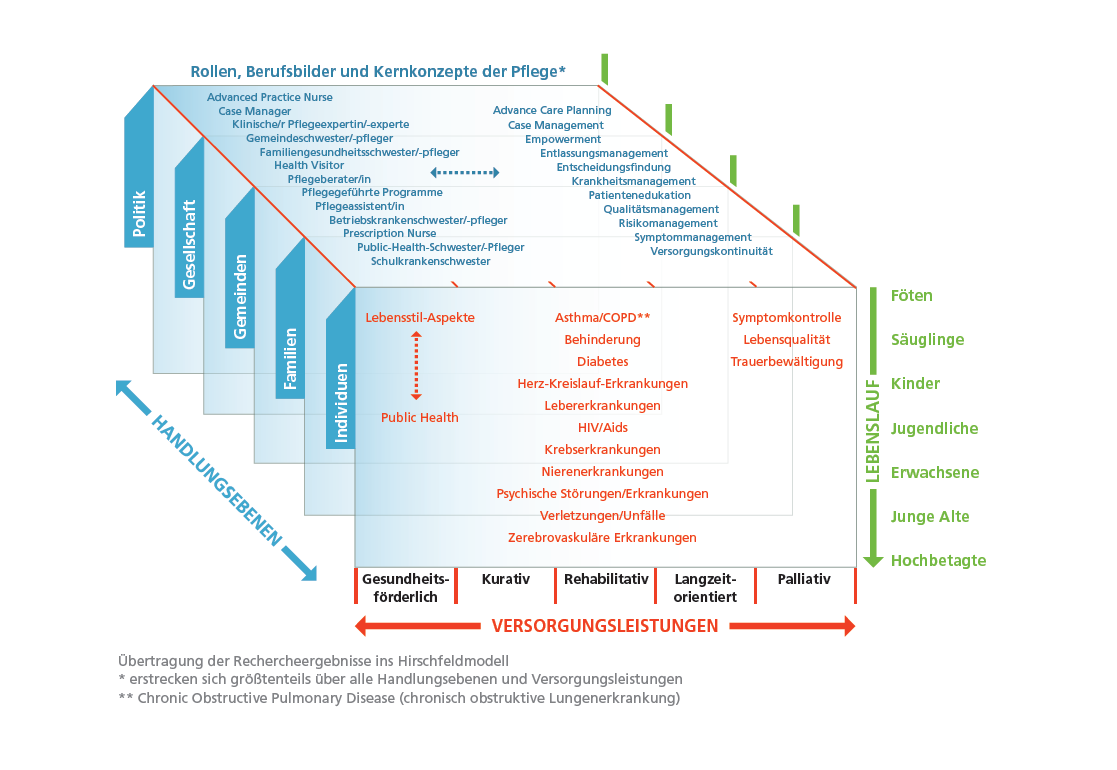 Rollen, Berufsbilder und Kernkonzepte der Pflege*
Advanced Practice Nurse
Case Manager
Klinische/r Pflegeexpertin/-experte
Gemeindeschwester/-pfleger
Familiengesundheitsschwester/-pfleger
Health Visitor
Pflegeberater/in
Pflegegeführte Programme
Pflegeassistent/in
Betriebskrankenschwester/-pfleger
Prescription Nurse
Public-Health-Schwester/-Pfleger
Schulkrankenschwester
Advance Care Planning
Case Management
Empowerment
Entlassungsmanagement
Entscheidungsfindung
Krankheitsmanagement
Patientenedukation
Qualitätsmanagement
Risikomanagement
Symptommanagement
Versorgungskontinuität
Politik
Gesellschaft
Gemeinden
Familien
Individuen
HANDLUNGSEBENEN
Lebensstil-Aspekte
Public Health
Asthma/COPD**
Behinderung
Diabetes
Herz-Kreislauf-Erkrankungen
Lebererkrankungen
HIV/Aids
Krebserkrankungen
Nierenerkrankungen
Psychische Störungen/Erkrankungen
Verletzungen/Unfälle
Zerebrovaskuläre Erkrankungen
Symptomkontrolle
Lebensqualität
Trauerbewältigung
LEBENSLAUF
Föten
Säuglinge
Kinder
Jugendliche
Erwachsene
Junge Alte
Hochbetagte
Gesundheits-
förderlich
Kurativ
Rehabilitativ
Langzeit-
orientiert
Palliativ
VERSORGUNGSLEISTUNGEN
Übertragung der Rechercheergebnisse ins Hirschfeldmodell
* erstrecken sich größtenteils über alle Handlungsebenen und Versorgungsleistungen
** Chronic Obstructive Pulmonary Disease (chronisch obstruktive Lungenerkrankung)